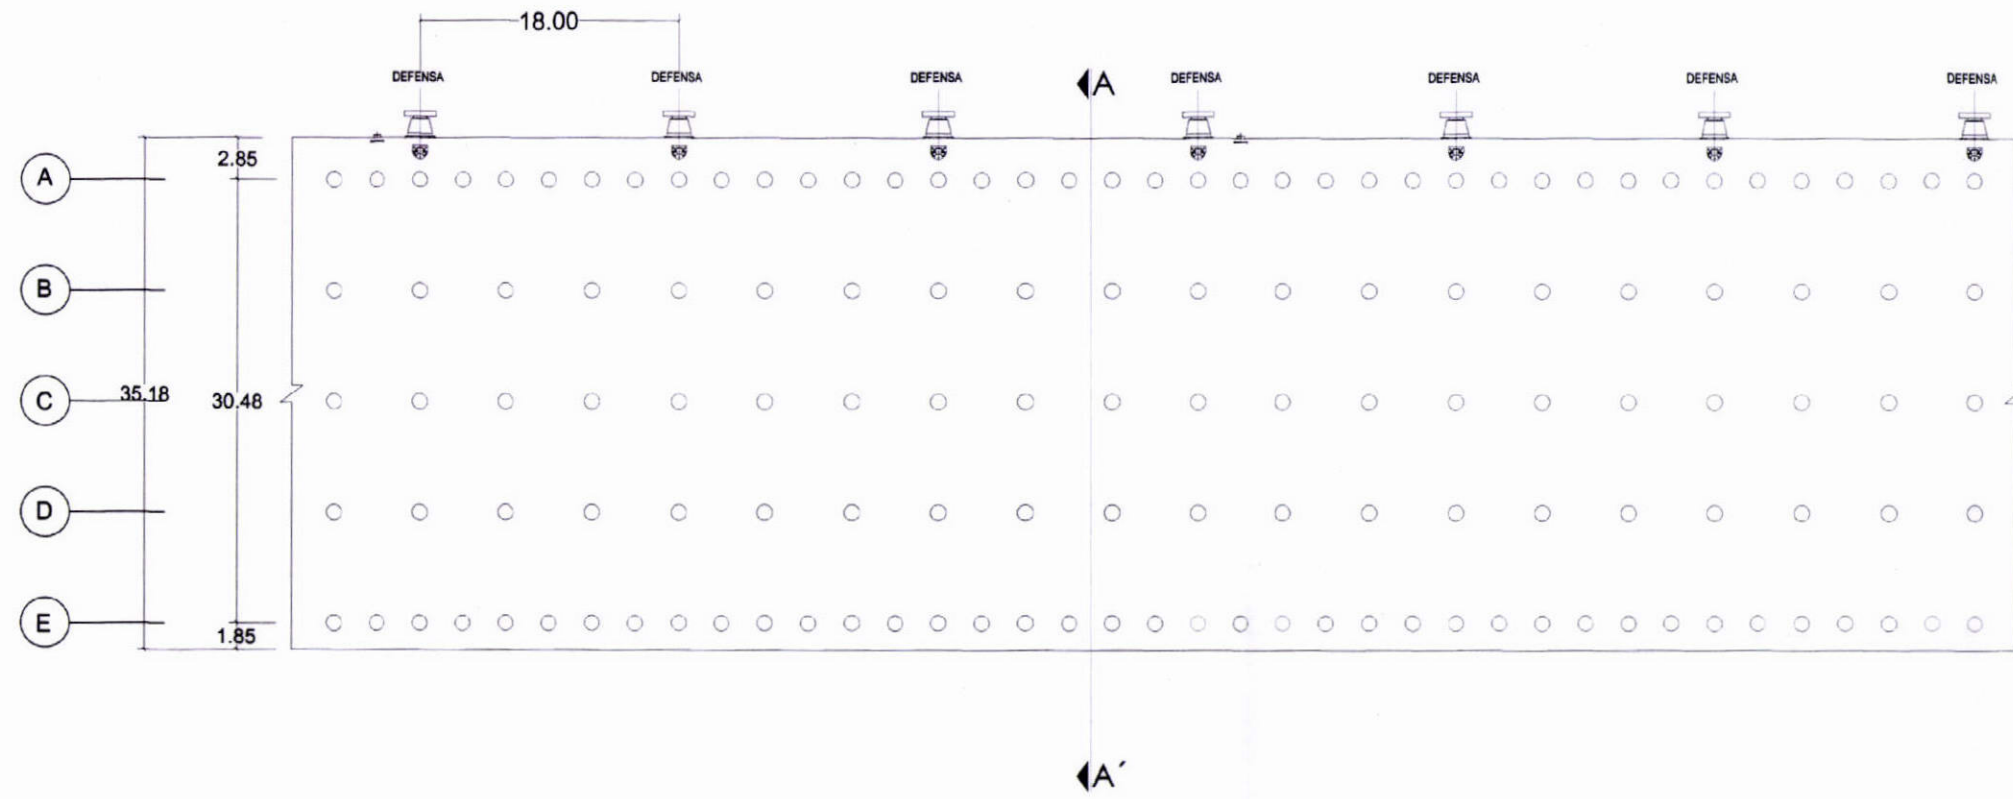 18.00
DEFENSA DEFENSA DEFENSA A DEFENSA DEFENSA DEFENSA DEFENSA
2.85
A
B
C 35.18 30.48
D
E
1.85
A´